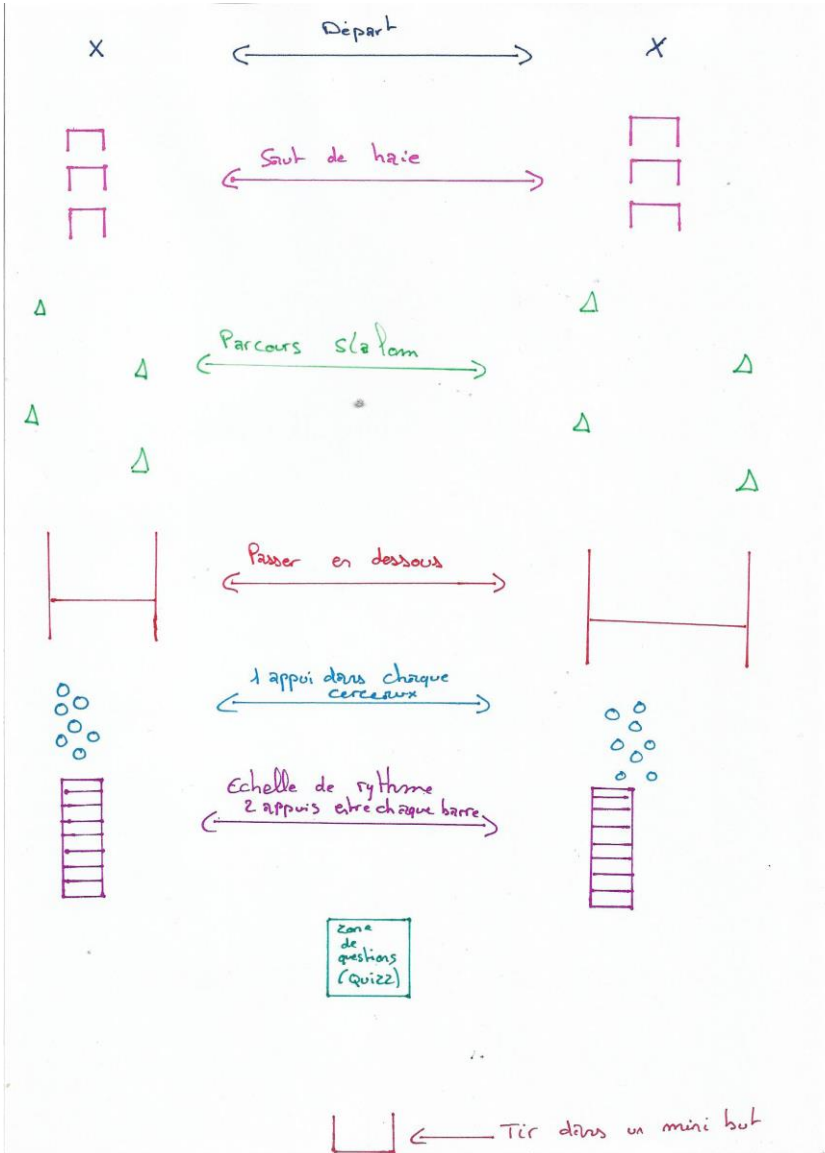 Départ
X
X
Saut de haie
Parcours slalom
Passer en dessous
1 appui dans chaque
cerceaux
Echelle de rythme
2 appuis entre chaque barre
Zone
de
questions
(Quizz)
Tir dans un mini but